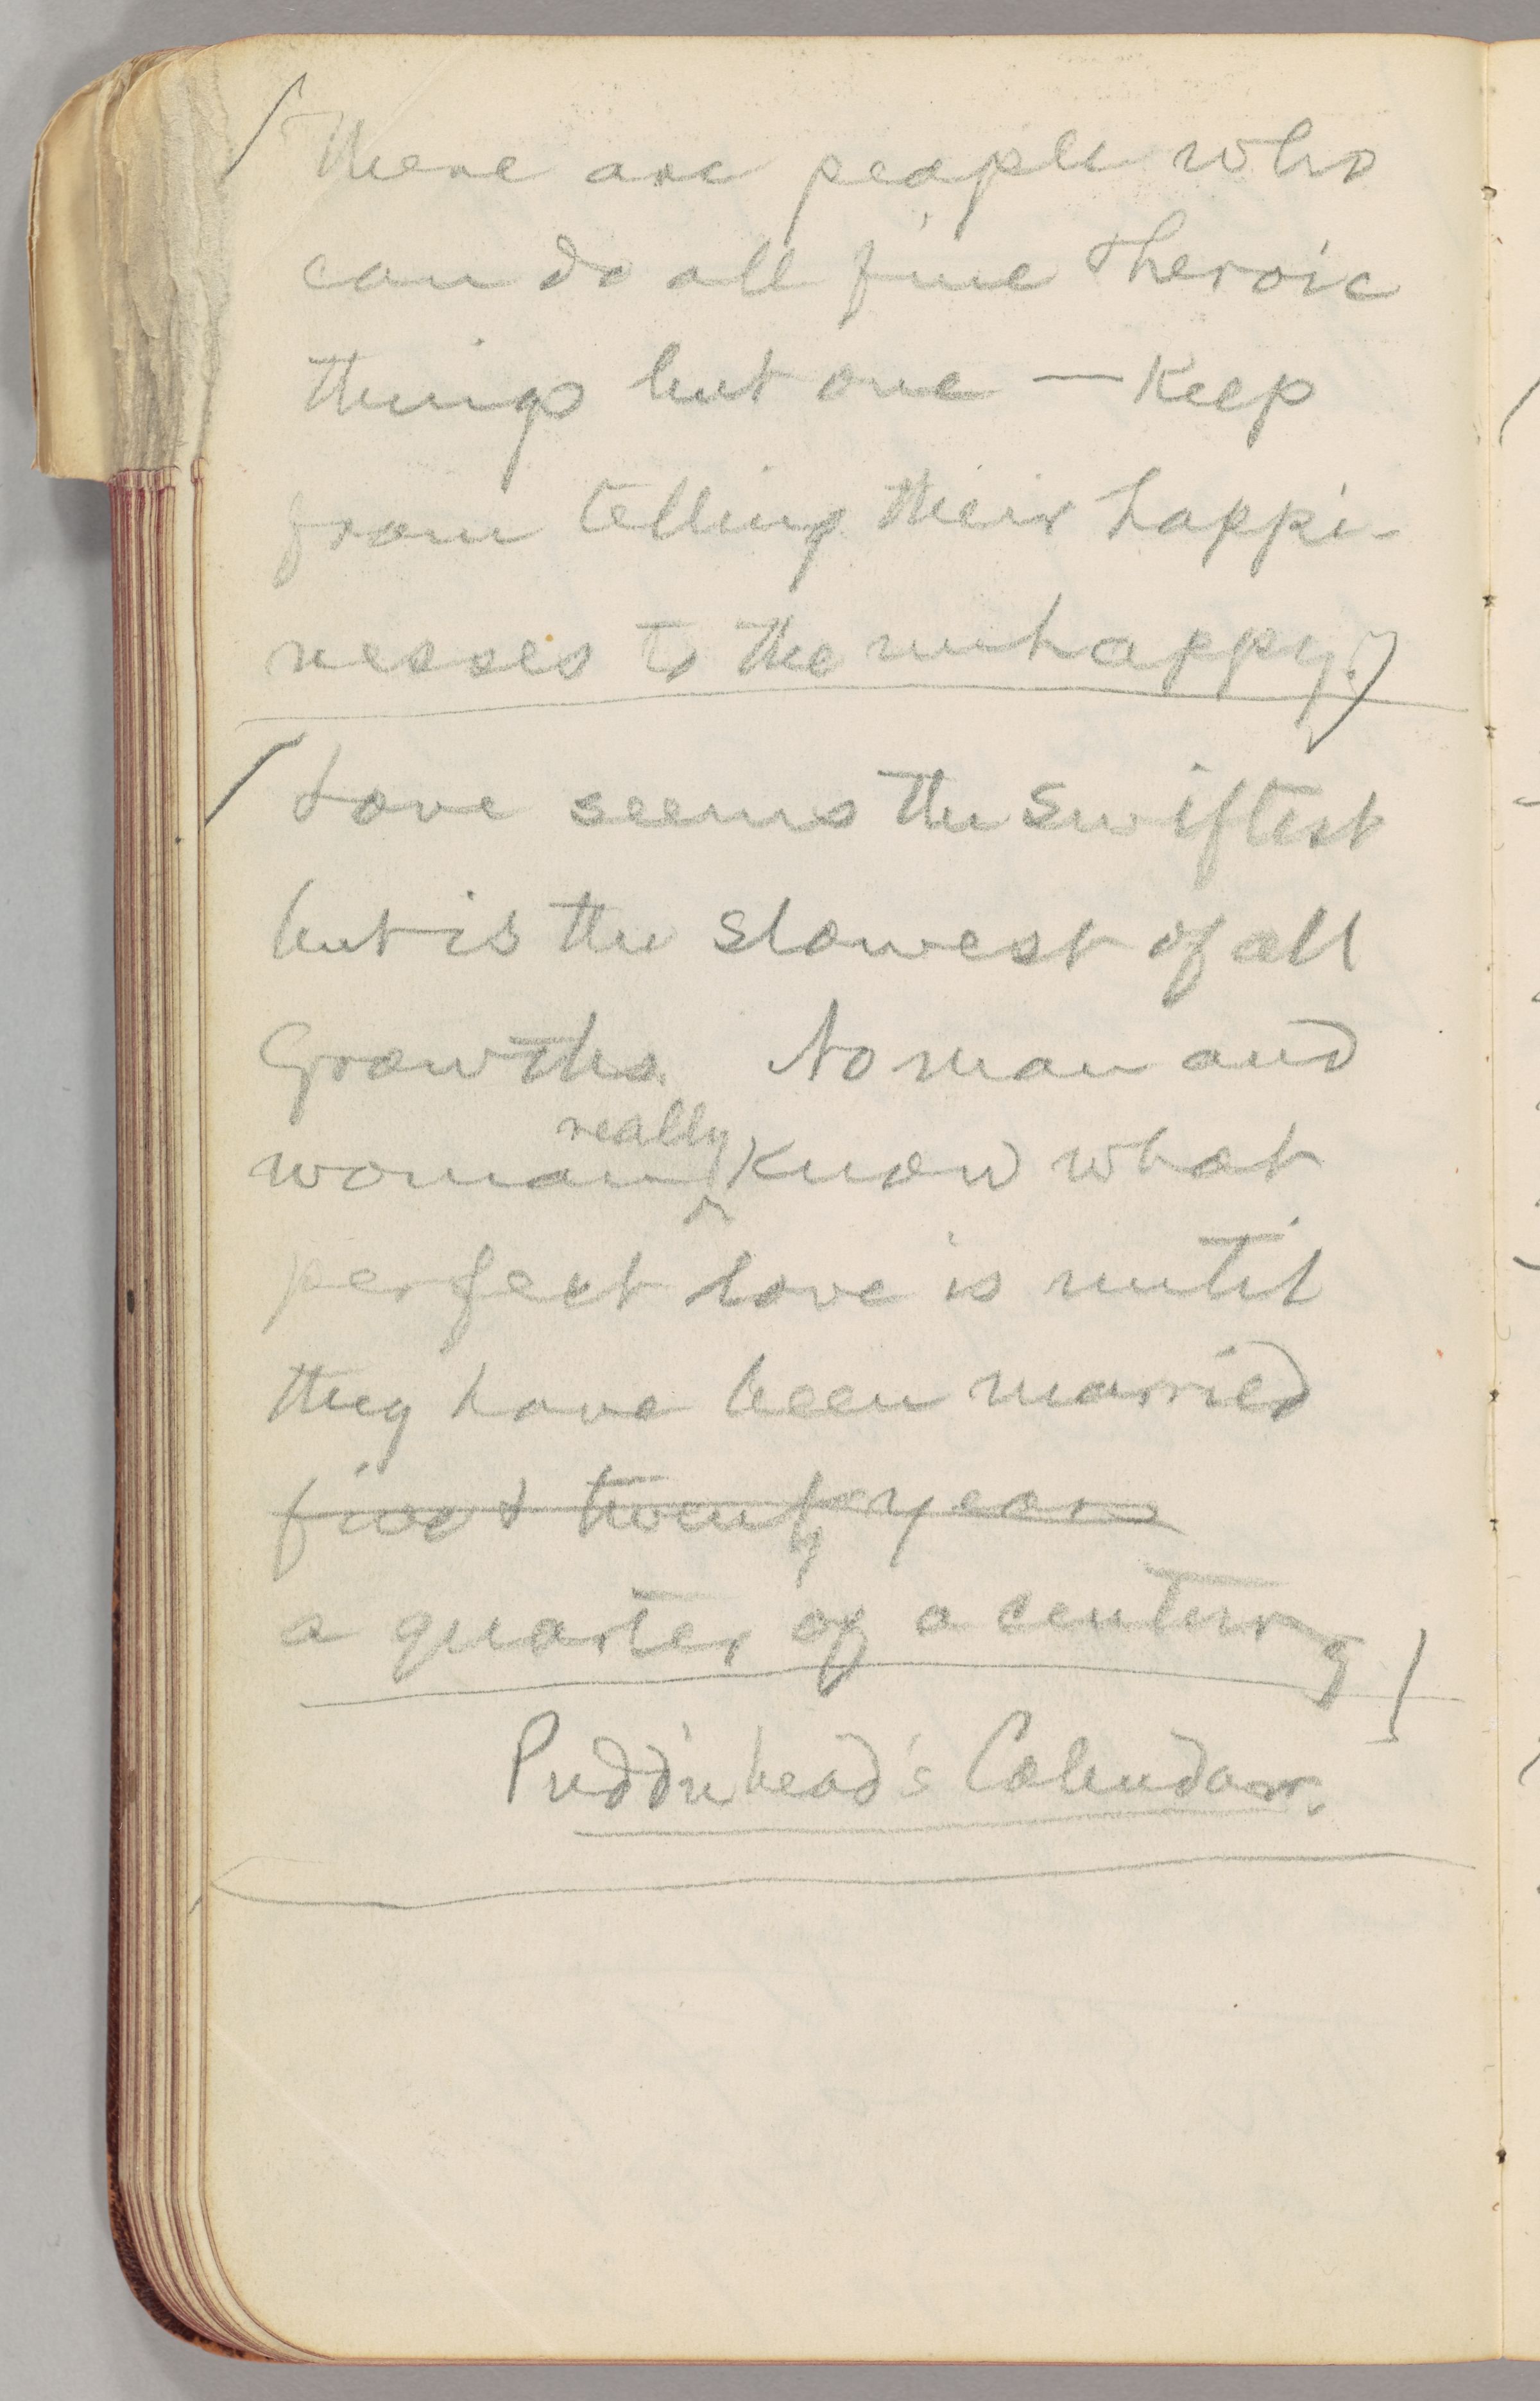 There are people who
can do all fine & heroic
things but one — keep
from telling their happi-
nesses to the unhappy.
Love seems the swiftest
but is the slowest of all
growths. No man and
really
woman know what
perfect love is until
they have been married
five & twenty years
a quarter of a century
Pudd'nhead's Calendar.